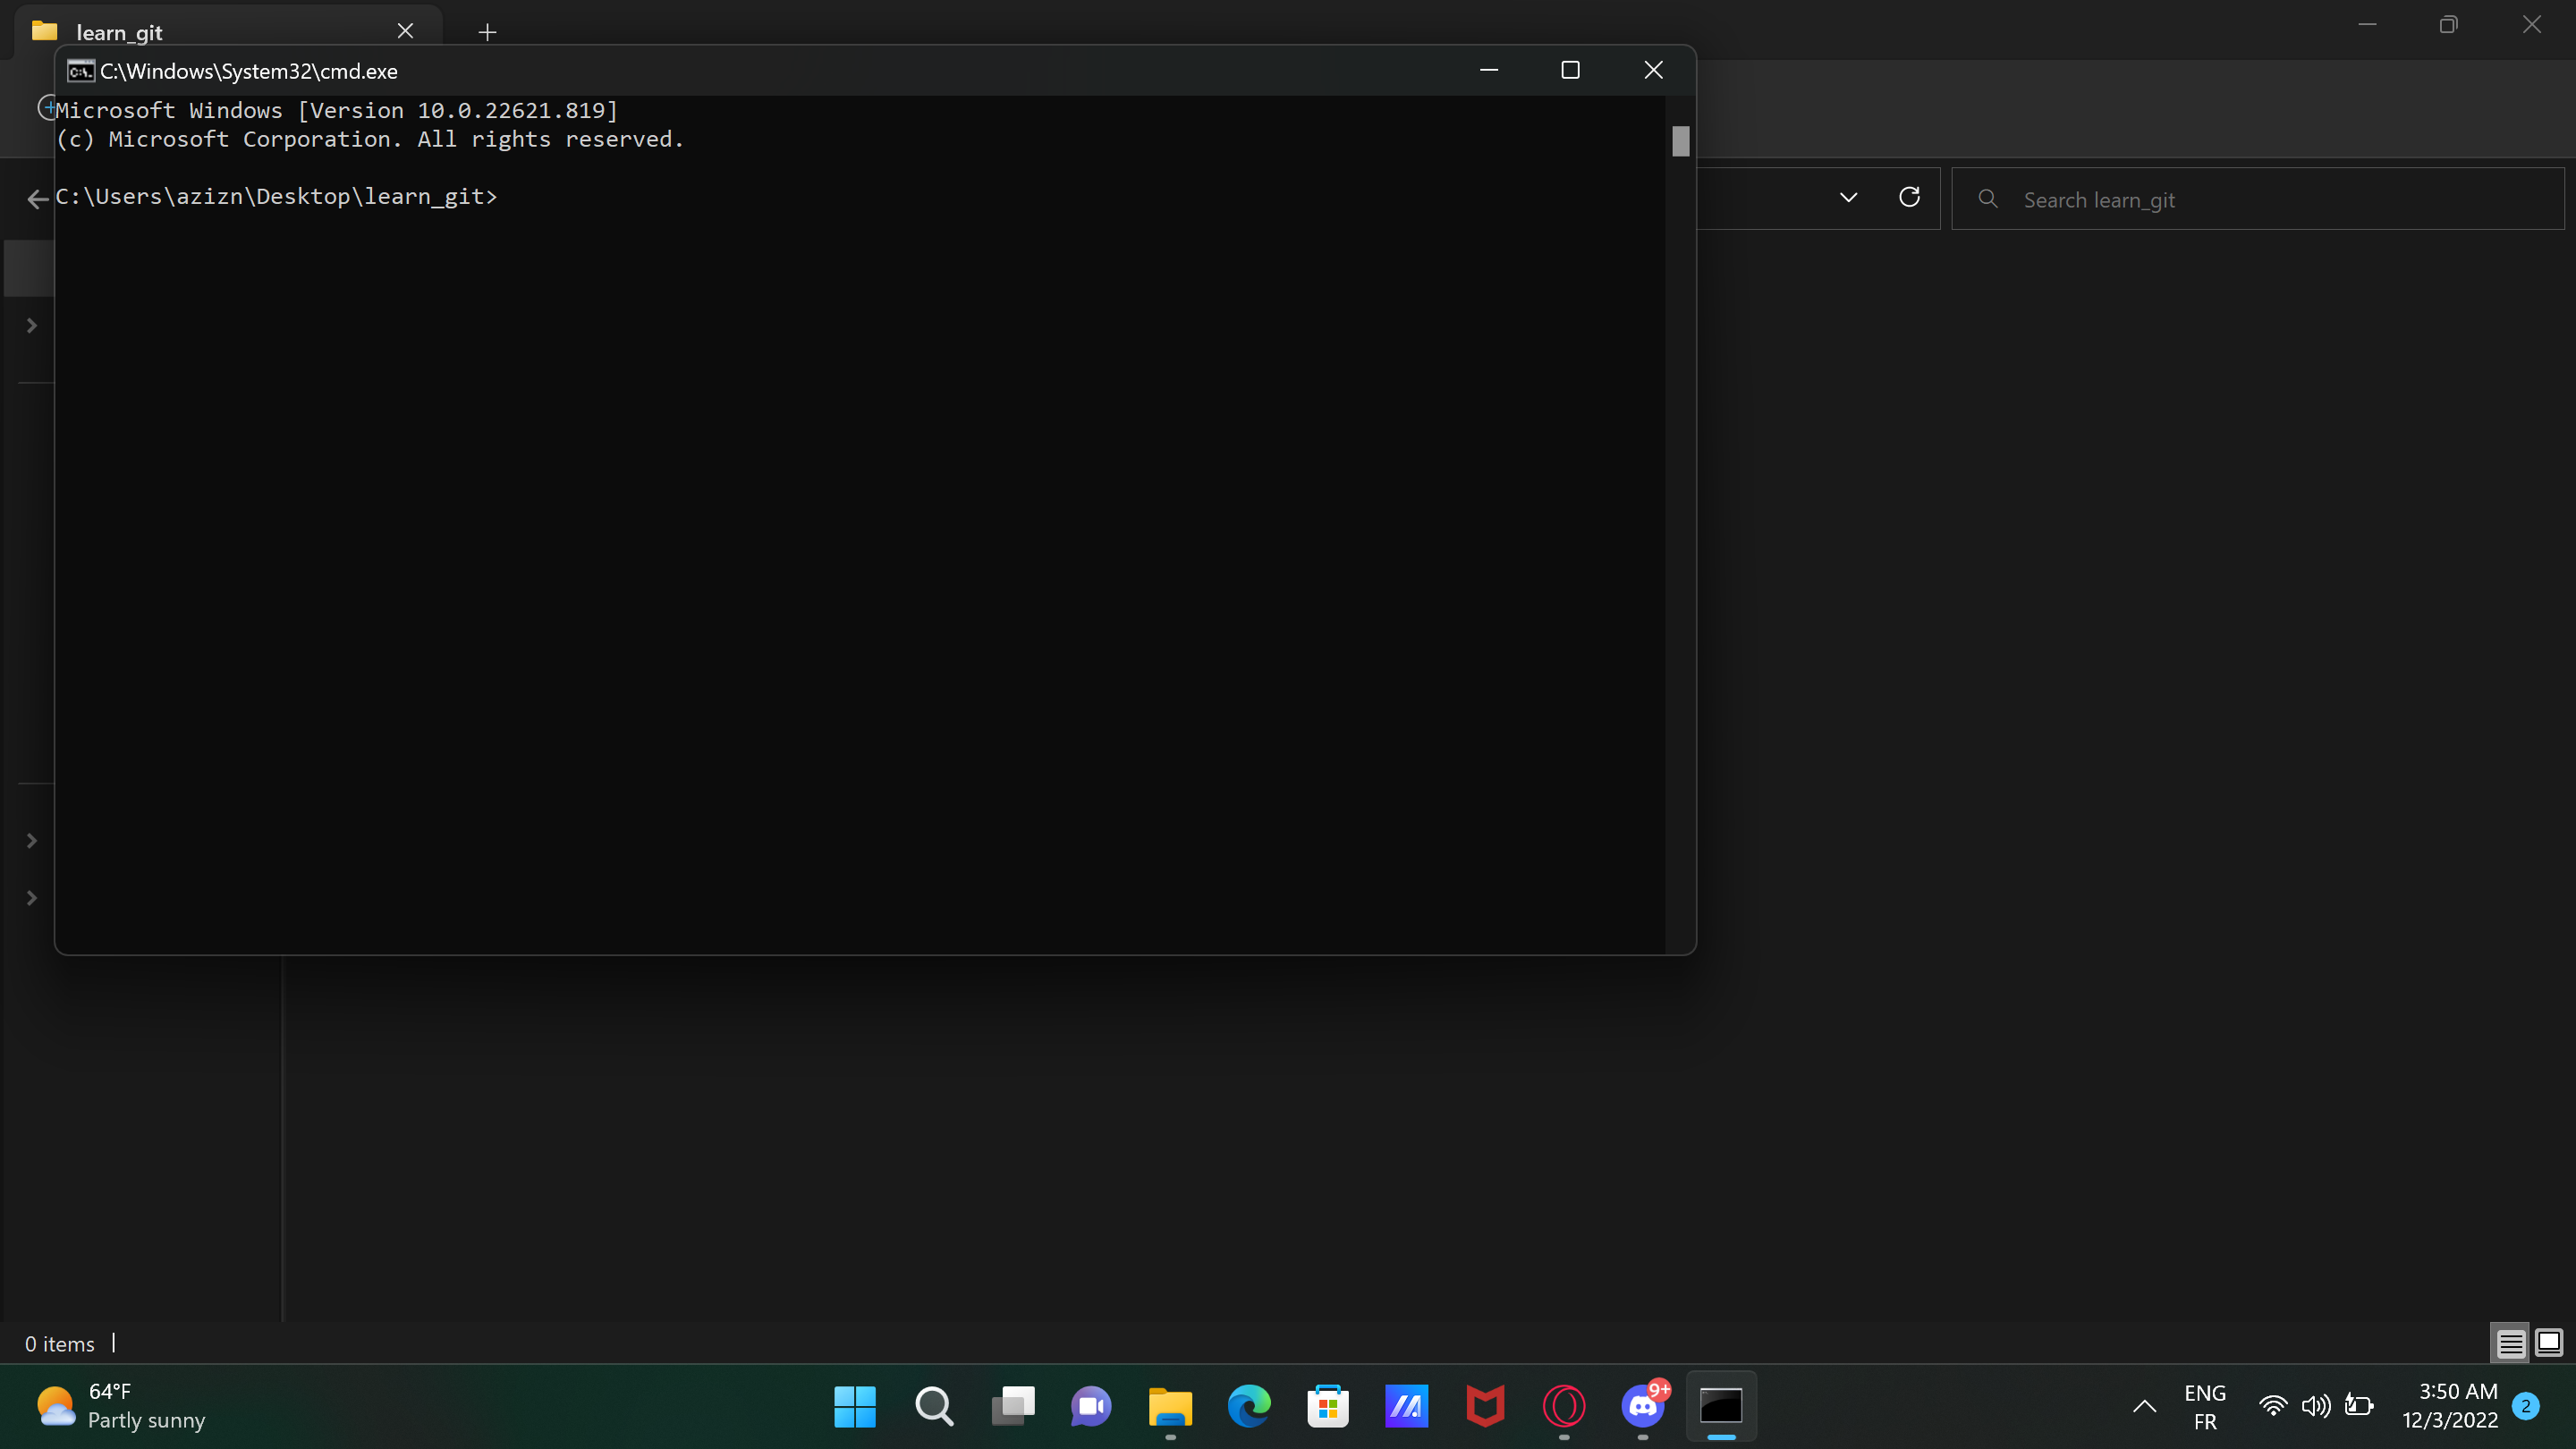 learn_git
C:\Windows\System32\cmd.exe
Microsoft Windows [Version 10.0.22621.819]
(c) Microsoft Corporation. All rights reserved.
C:\Users\azizn\Desktop\learn_git>
Search learn_git
0 items
64°F
Partly sunny
9+
ENG
FR
3:50 AM
12/3/2022
2